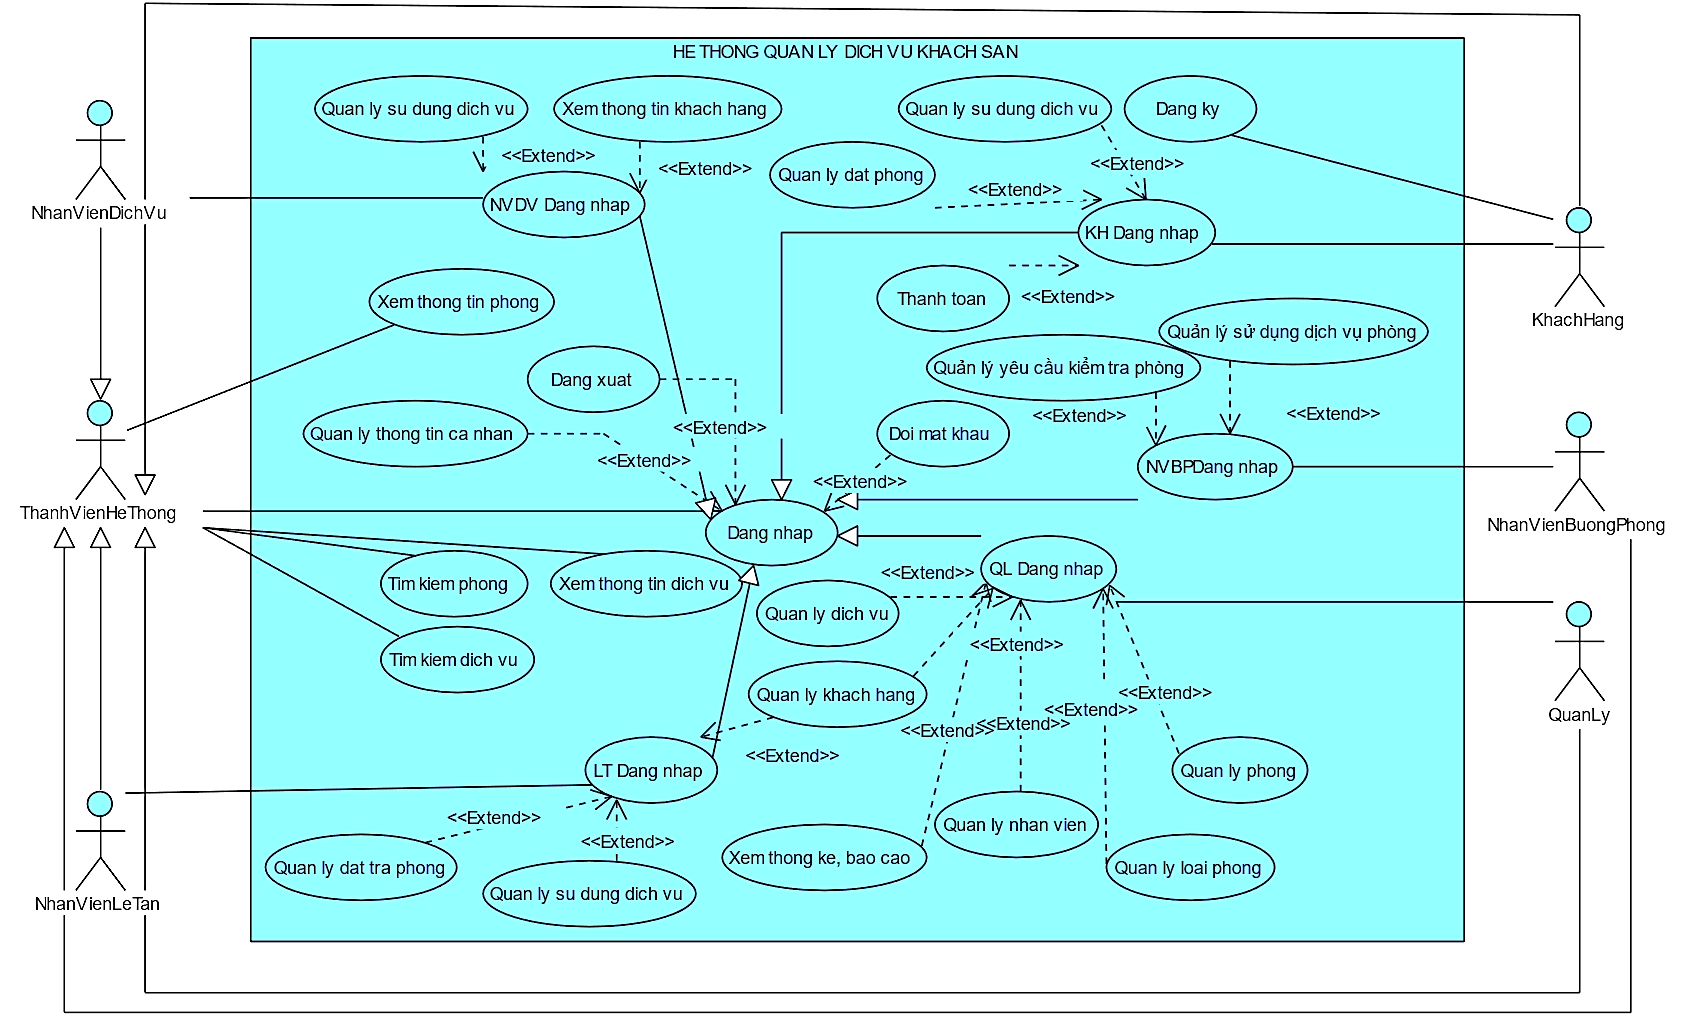 HE THONG QUAN LY DICH VU KHACH SAN
Quan ly su dung dich vu
Xem thong tin khach hang
Quan ly su dung dich vu
Dang ky
<<Extend>>
<<Extend>>
<<Extend>>
Quan ly dat phong
<<Extend>>
NhanVienDichVu
NVDV Dang nhap
KH Dang nhap
Xem thong tin phong
Thanh toan
<<Extend>>
KhachHang
Quản lý sử dụng dịch vụ phòng
Quản lý yêu cầu kiểm tra phòng
Dang xuat
<<Extend>>
<<Extend>>
<<Extend>>
Quan ly thong tin ca nhan
Doi mat khau
<<Extend>>
NVBPDang nhap
<<Extend>>
ThanhVienHeThong
NhanVienBuongPhong
Dang nhap
QL Dang nhap
<<Extend>>
Tim kiem phong
Xem thong tin dich vu
Quan ly dich vu
<<Extend>>
Tim kiem dich vu
Quan ly khach hang
<<Extend>>
<<Extend>>
QuanLy
<<Extend>>
<<Extend>>
<<Extend>>
LT Dang nhap
Quan ly phong
<<Extend>>
Quan ly nhan vien
<<Extend>>
Xem thong ke, bao cao
Quan ly dat tra phong
Quan ly loai phong
Quan ly su dung dich vu
NhanVienLeTan